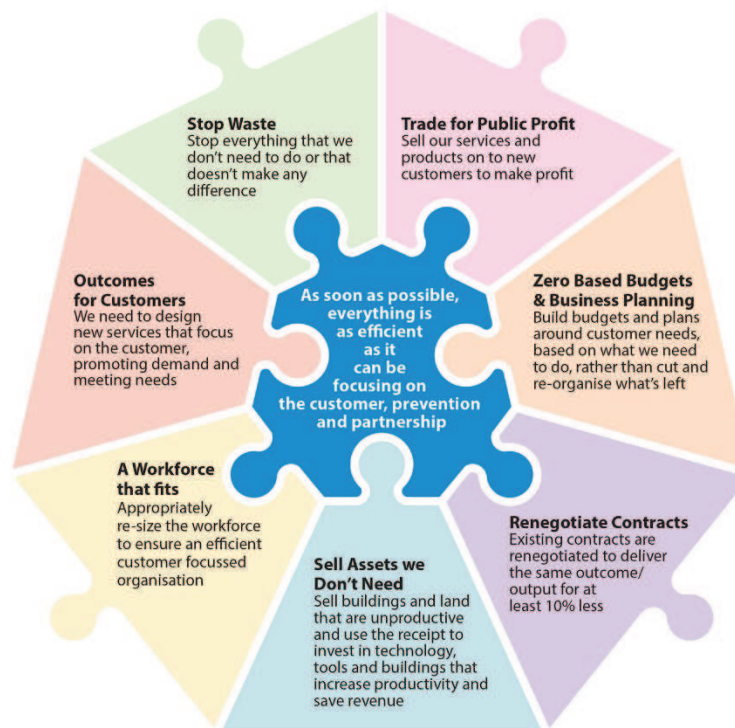 Stop Waste
Stop everything that we
don't need to do or that
doesn't make any
difference
Trade for Public Profit
Sell our services and
products on to new
customers to make profit
Outcomes
for Customers
We need to design
new services that focus
on the customer,
promoting demand and
meeting needs
As soon as possible,
everything is
as efficient
as it
can be
focusing on
the customer, prevention
and partnership
Zero Based Budgets
& Business Planning
Build budgets and plans
around customer needs,
based on what we need
to do, rather than cut and
re-organise what's left
A Workforce
that fits
Appropriately
re-size the workforce
to ensure an efficient
customer focussed
organisation
Sell Assets we
Don't Need
Sell buildings and land
that are unproductive
and use the receipt to
invest in technology,
tools and buildings that
increase productivity and
save revenue
Renegotiate Contracts
Existing contracts are
renegotiated to deliver
the same outcome/
output for at
least 10% less